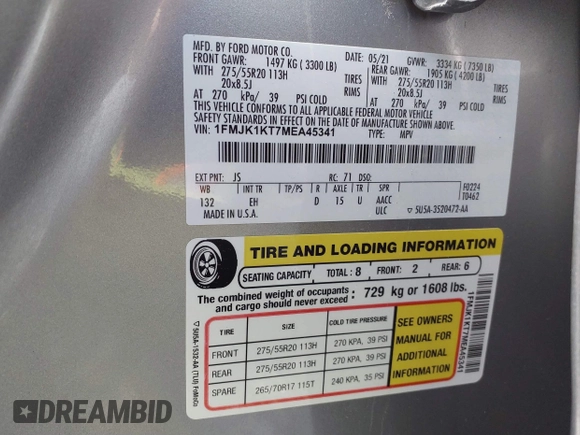 MFD. BY FORD MOTOR CO.
05/21 GVWR: 3334 KG ( 7350 LB)
FRONT GAWR: 1497 KG ( 3300 LB) REAR GAWR: 1905 KG ( 4200 LB)
WITH 275/55R20 113H TIRES WITH 275/55R20 113H TIRES
20x8.5J RIMS 20x8.5J RIMS
AT 270 kPa/ 39 PSI COLD AT 270 kPa/ 39 PSI COLD
THIS VEHICLE CONFORMS TO ALL APPLICABLE FEDERAL MOTOR VEHICLE
SAFETY STANDARDS IN EFFECT ON THE DATE OF MANUFACTURE SHOWN ABOVE.
VIN: 1FMJK1KT7MEA45341 TYPE: MPV
EXT PNT: JS RC: 71 DSO:
WB INT TR TP/PS R AXLE TR SPR F0224
132 EH D 15 U AACC T0462
ULC
MADE IN U.S.A. ▽ 5U5A-3520472-AA
TIRE AND LOADING INFORMATION
SEATING CAPACITY TOTAL: 8 FRONT: 2 REAR: 6
The combined weight of occupants and cargo should never exceed: 729 kg or 1608 lbs.
TIRE SIZE COLD TIRE PRESSURE
FRONT 275/55R20 113H 270 KPA, 39 PSI
REAR 275/55R20 113H 270 KPA, 39 PSI
SPARE 265/70R17 115T 240 KPA, 35 PSI
SEE OWNERS
MANUAL FOR
ADDITIONAL
INFORMATION
1FMJK1KT7MEA45341
DREAMBID